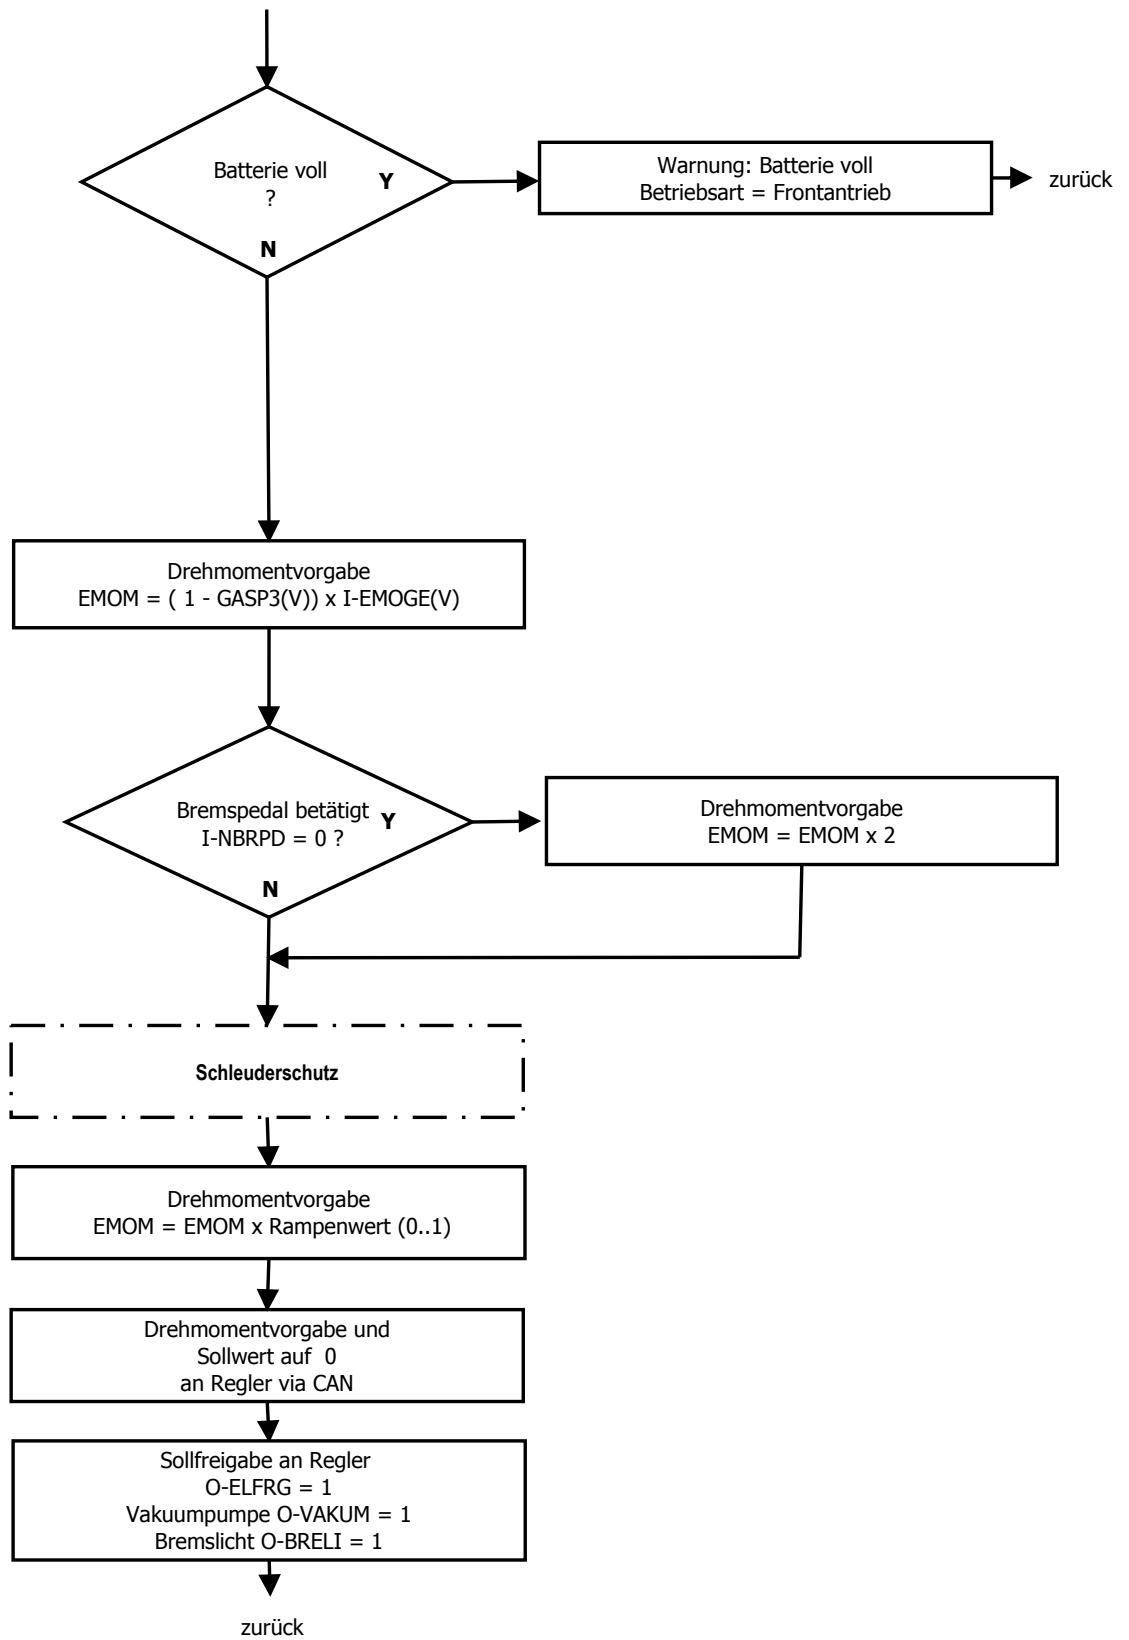 Batterie voll
?
Y
N
Warnung: Batterie voll
Betriebsart = Frontantrieb
zurück
Drehmomentvorgabe
EMOM = ( 1 - GASP3(V)) x I-EMOGE(V)
Bremspedal betätigt
I-NBRPD = 0 ?
Y
N
Drehmomentvorgabe
EMOM = EMOM x 2
Schleuderschutz
Drehmomentvorgabe
EMOM = EMOM x Rampenwert (0..1)
Drehmomentvorgabe und
Sollwert auf 0
an Regler via CAN
Sollfreigabe an Regler
O-ELFRG = 1
Vakuumpumpe O-VAKUM = 1
Bremslicht O-BRELI = 1
zurück